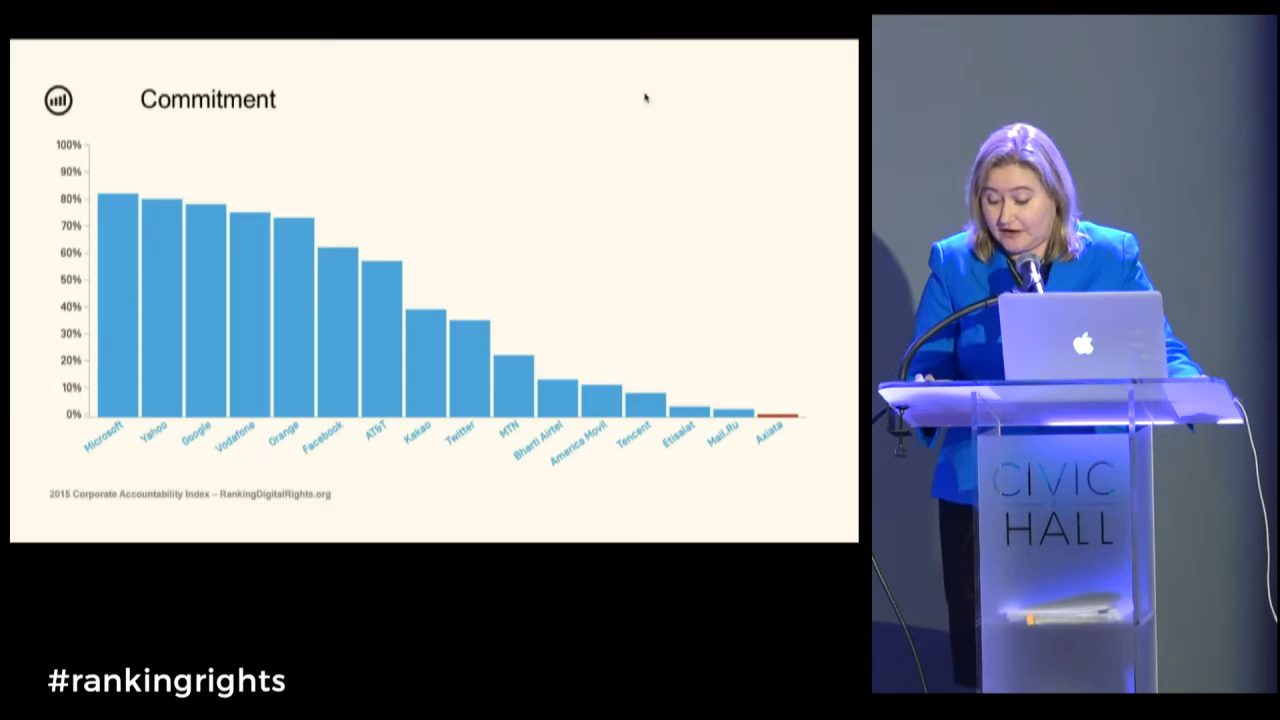 Commitment
100%
90%
80%
70%
60%
50%
40%
30%
20%
10%
0%
Microsoft
Yahoo
Google
Vodafone
Orange
Facebook
AT&T
Kakao
Twitter
MTN
Bharti Airtel
America Movil
Tencent
Etisalat
Mail.Ru
Axiata
2015 Corporate Accountability Index – RankingDigitalRights.org
CIVIC
HALL
#rankingrights